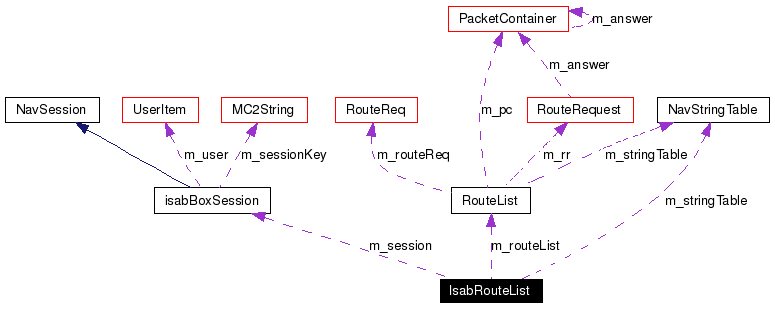 PacketContainer
m_answer
m_answer
NavSession
UserItem
MC2String
RouteReq
m_pc
RouteRequest
NavStringTable
m_user
m_sessionKey
m_routeReq
m_rr
m_stringTable
isabBoxSession
RouteList
m_stringTable
m_session
m_routeList
IsabRouteList